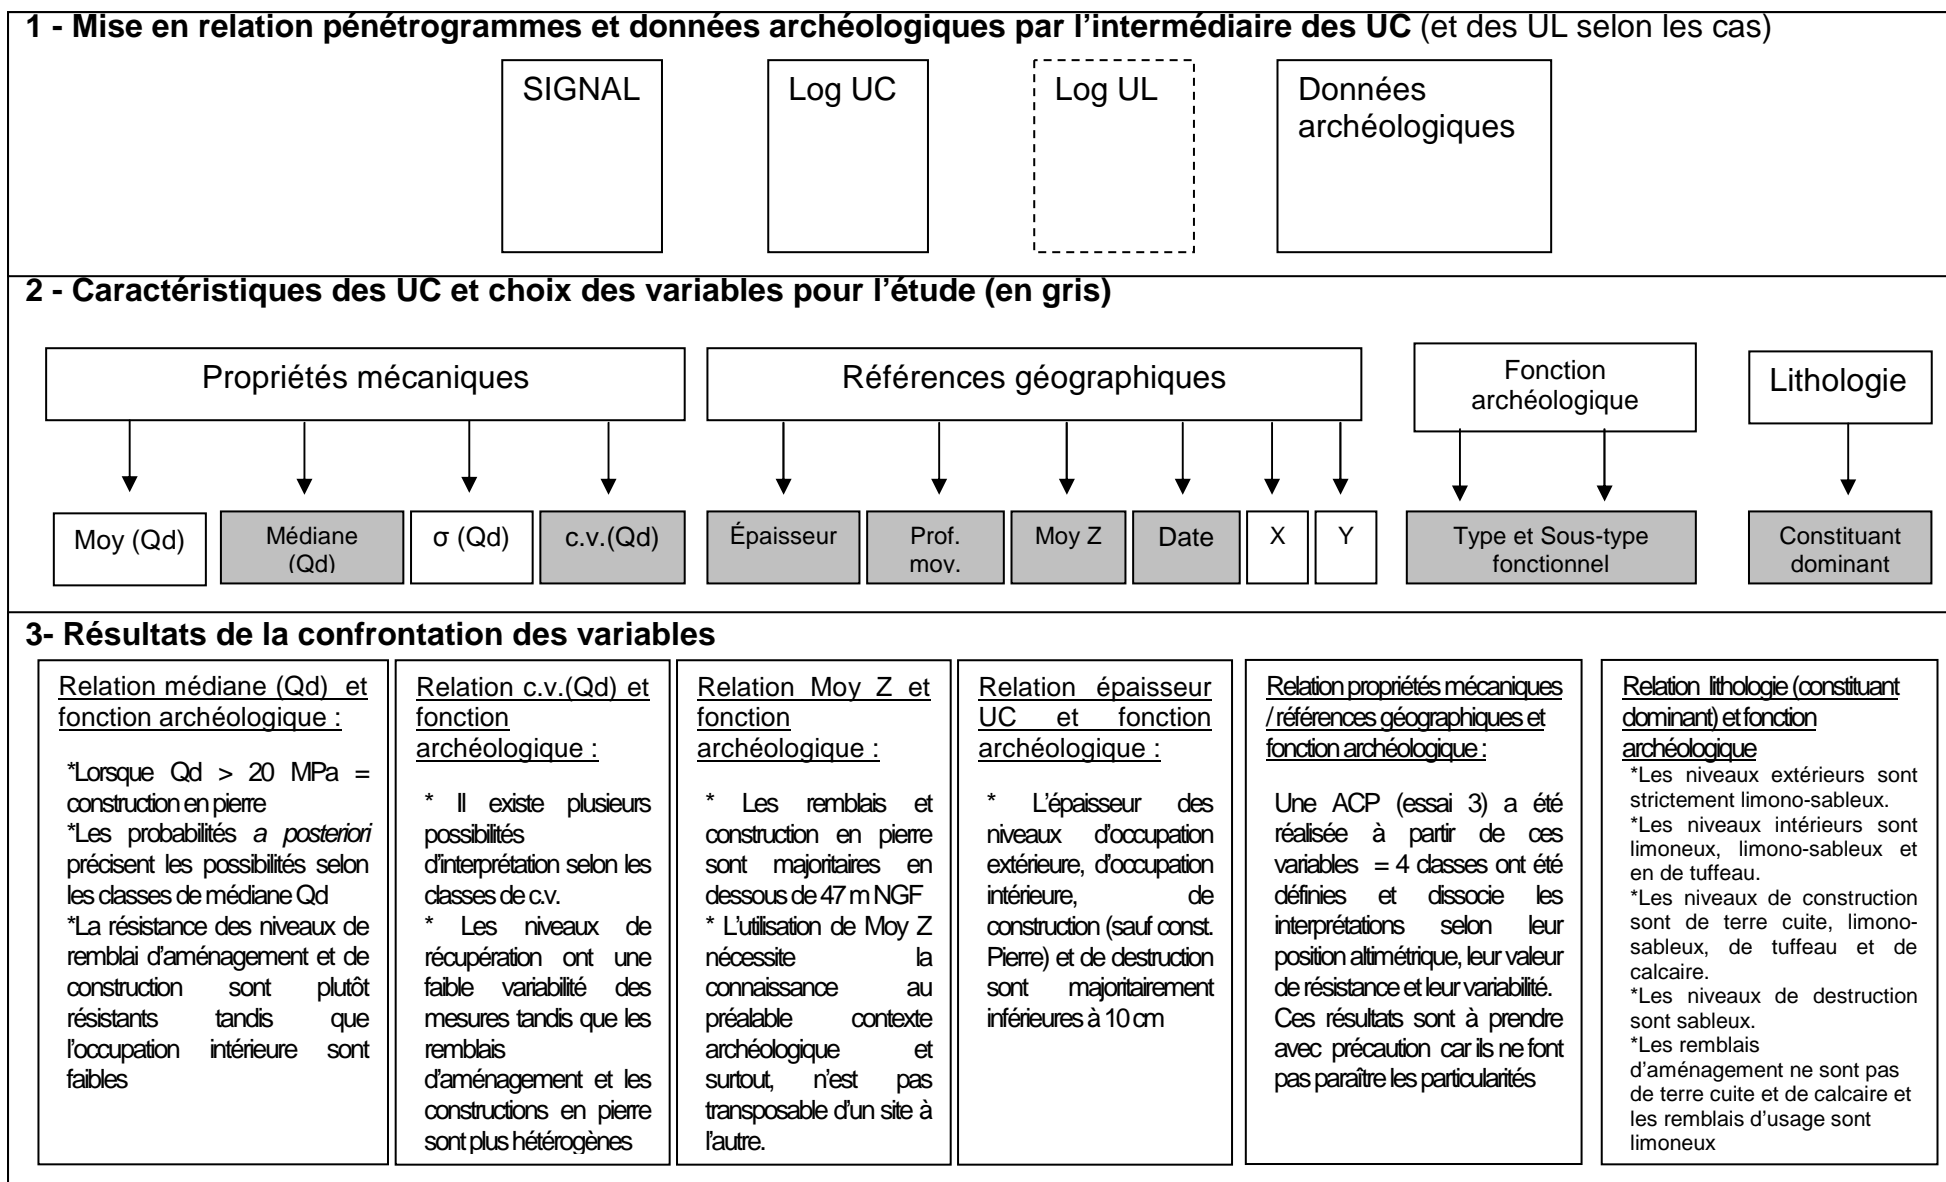 1 - Mise en relation pénétrogrammes et données archéologiques par l’intermédiaire des UC (et des UL selon les cas)
SIGNAL
Log UC
Log UL
Données
archéologiques
2 - Caractéristiques des UC et choix des variables pour l’étude (en gris)
Propriétés mécaniques
Références géographiques
Fonction
archéologique
Lithologie
Moy (Qd)
Médiane
(Qd)
σ (Qd)
c.v.(Qd)
Épaisseur
Prof.
moy.
Moy Z
Date
X
Y
Type et Sous-type
fonctionnel
Constituant
dominant
3- Résultats de la confrontation des variables
Relation médiane (Qd) et
fonction archéologique :
*Lorsque Qd > 20 MPa =
construction en pierre
*Les probabilités a posteriori
précisent les possibilités selon
les classes de médiane Qd
*La résistance des niveaux de
remblai d’aménagement et de
construction sont plutôt
résistants tandis que
l’occupation intérieure sont
faibles
Relation c.v.(Qd) et
fonction
archéologique :
* Il existe plusieurs
possibilités
d’interprétation selon les
classes de c.v.
* Les niveaux de
récupération ont une
faible variabilité des
mesures tandis que les
remblais
d’aménagement et les
constructions en pierre
sont plus hétérogènes
Relation Moy Z et
fonction
archéologique :
* Les remblais et
construction en pierre
sont majoritaires en
dessous de 47 m NGF
* L’utilisation de Moy Z
nécessite la
connaissance au
préalable contexte
archéologique et
surtout, n’est pas
transposable d’un site à
l’autre.
Relation épaisseur
UC et fonction
archéologique :
* L’épaisseur des
niveaux d’occupation
extérieure, d’occupation
intérieure, de
construction (sauf const.
Pierre) et de destruction
sont majoritairement
inférieures à 10 cm
Relation propriétés mécaniques
/ références géographiques et
fonction archéologique :
Une ACP (essai 3) a été
réalisée à partir de ces
variables = 4 classes ont été
définies et dissocie les
interprétations selon leur
position altimétrique, leur valeur
de résistance et leur variabilité.
Ces résultats sont à prendre
avec précaution car ils ne font
pas paraître les particularités
Relation lithologie (constituant
dominant) et fonction
archéologique
*Les niveaux extérieurs sont
strictement limono-sableux.
*Les niveaux intérieurs sont
limoneux, limono-sableux et
en de tuffeau.
*Les niveaux de construction
sont de terre cuite, limono-
sableux, de tuffeau et de
calcaire.
*Les niveaux de destruction
sont sableux.
*Les remblais
d’aménagement ne sont pas
de terre cuite et de calcaire et
les remblais d’usage sont
limoneux